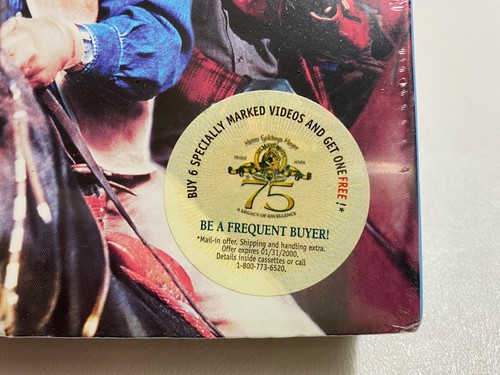 BUY 6 SPECIALLY MARKED VIDEOS AND GET ONE FREE!*
Metro Goldwyn Mayer
TRADE MARK
75
A LEGACY OF EXCELLENCE
BE A FREQUENT BUYER!
*Mail-in offer. Shipping and handling extra.
Offer expires 01/31/2000.
Details inside cassettes or call
1-800-773-6520.